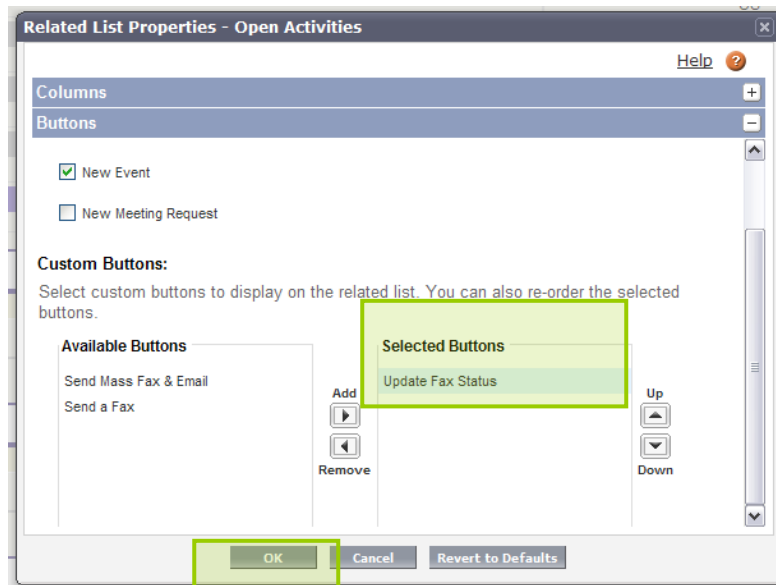 Related List Properties - Open Activities
Help
Columns
Buttons
New Event
New Meeting Request
Custom Buttons:
Select custom buttons to display on the related list. You can also re-order the selected
buttons.
Available Buttons
Selected Buttons
Send Mass Fax & Email
Send a Fax
Add
Remove
Update Fax Status
Up
Down
OK
Cancel
Revert to Defaults